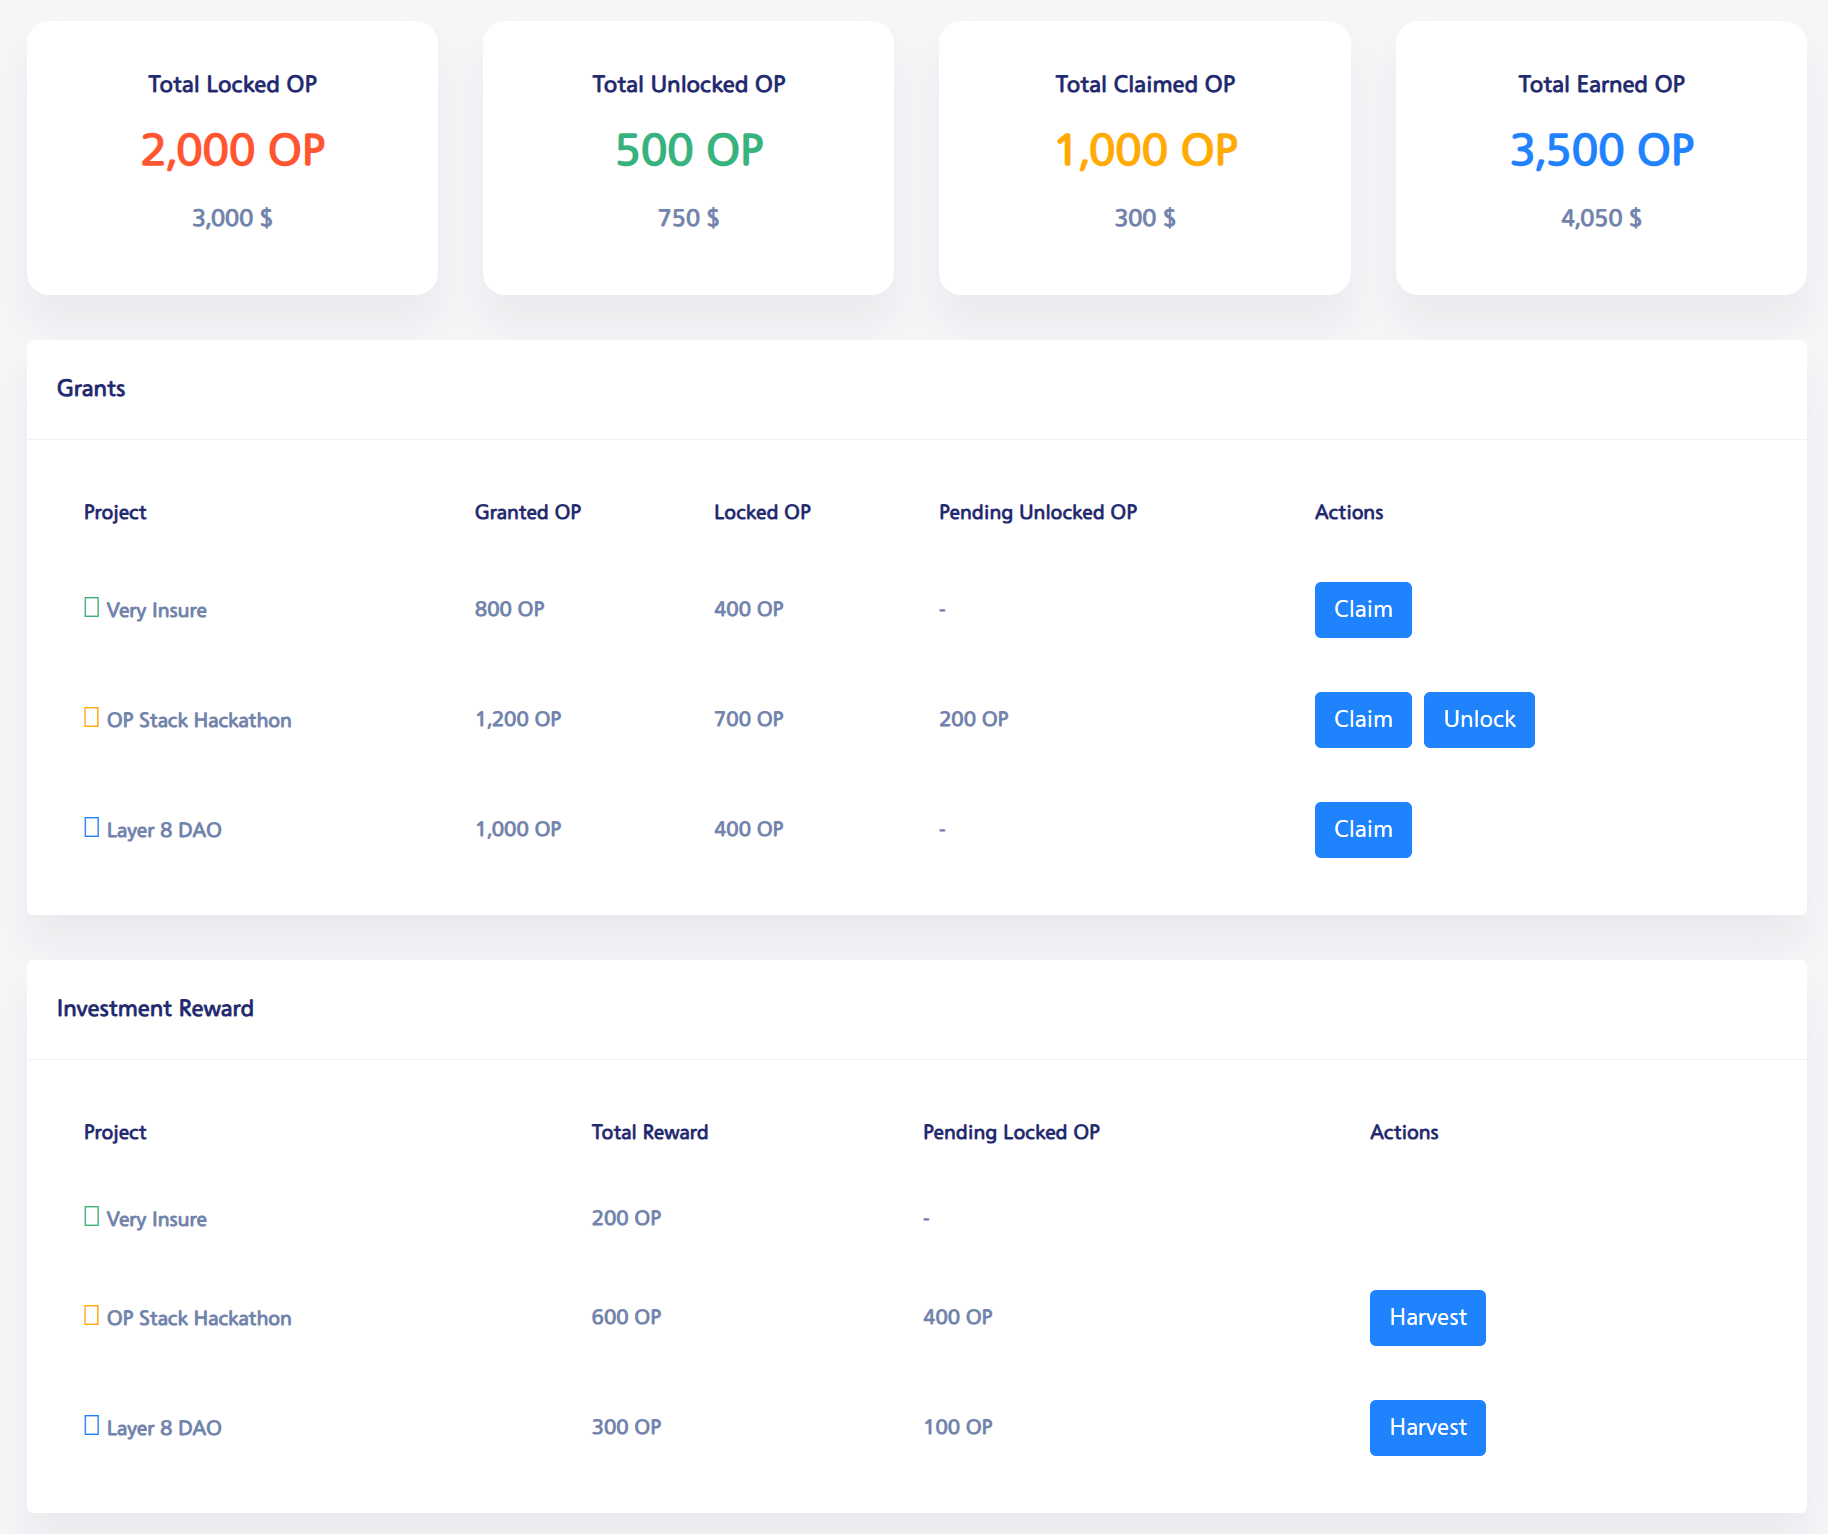 Total Locked OP
2,000 OP
3,000 $
Total Unlocked OP
500 OP
750 $
Total Claimed OP
1,000 OP
300 $
Total Earned OP
3,500 OP
4,050 $
Grants
Project Granted OP Locked OP Pending Unlocked OP Actions
Very Insure 800 OP 400 OP - Claim
OP Stack Hackathon 1,200 OP 700 OP 200 OP Claim Unlock
Layer 8 DAO 1,000 OP 400 OP - Claim
Investment Reward
Project Total Reward Pending Locked OP Actions
Very Insure 200 OP -
OP Stack Hackathon 600 OP 400 OP Harvest
Layer 8 DAO 300 OP 100 OP Harvest